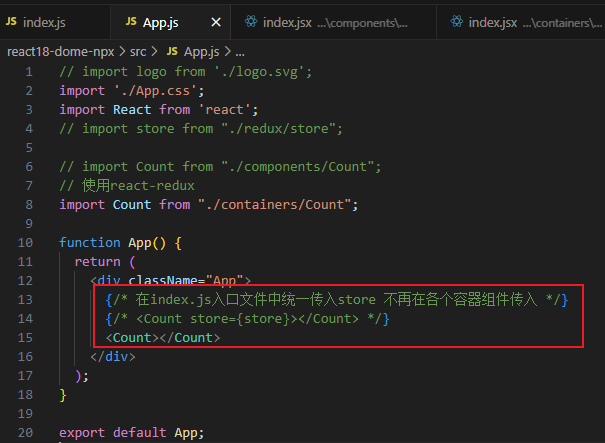 JS index.js
JS App.js ×
index.jsx ...\components\...
index.jsx ...\containers\...
react18-dome-npx > src > JS App.js > ...
1 // import logo from './logo.svg';
2 import './App.css';
3 import React from 'react';
4 // import store from "./redux/store";
5
6 // import Count from "./components/Count";
7 // 使用react-redux
8 import Count from "./containers/Count";
9
10 function App() {
11 return (
12 <div className="App">
13 {/* 在index.js入口文件中统一传入store 不再在各个容器组件传入 */}
14 {/* <Count store={store}></Count> */}
15 <Count></Count>
16 </div>
17 );
18 }
19
20 export default App;